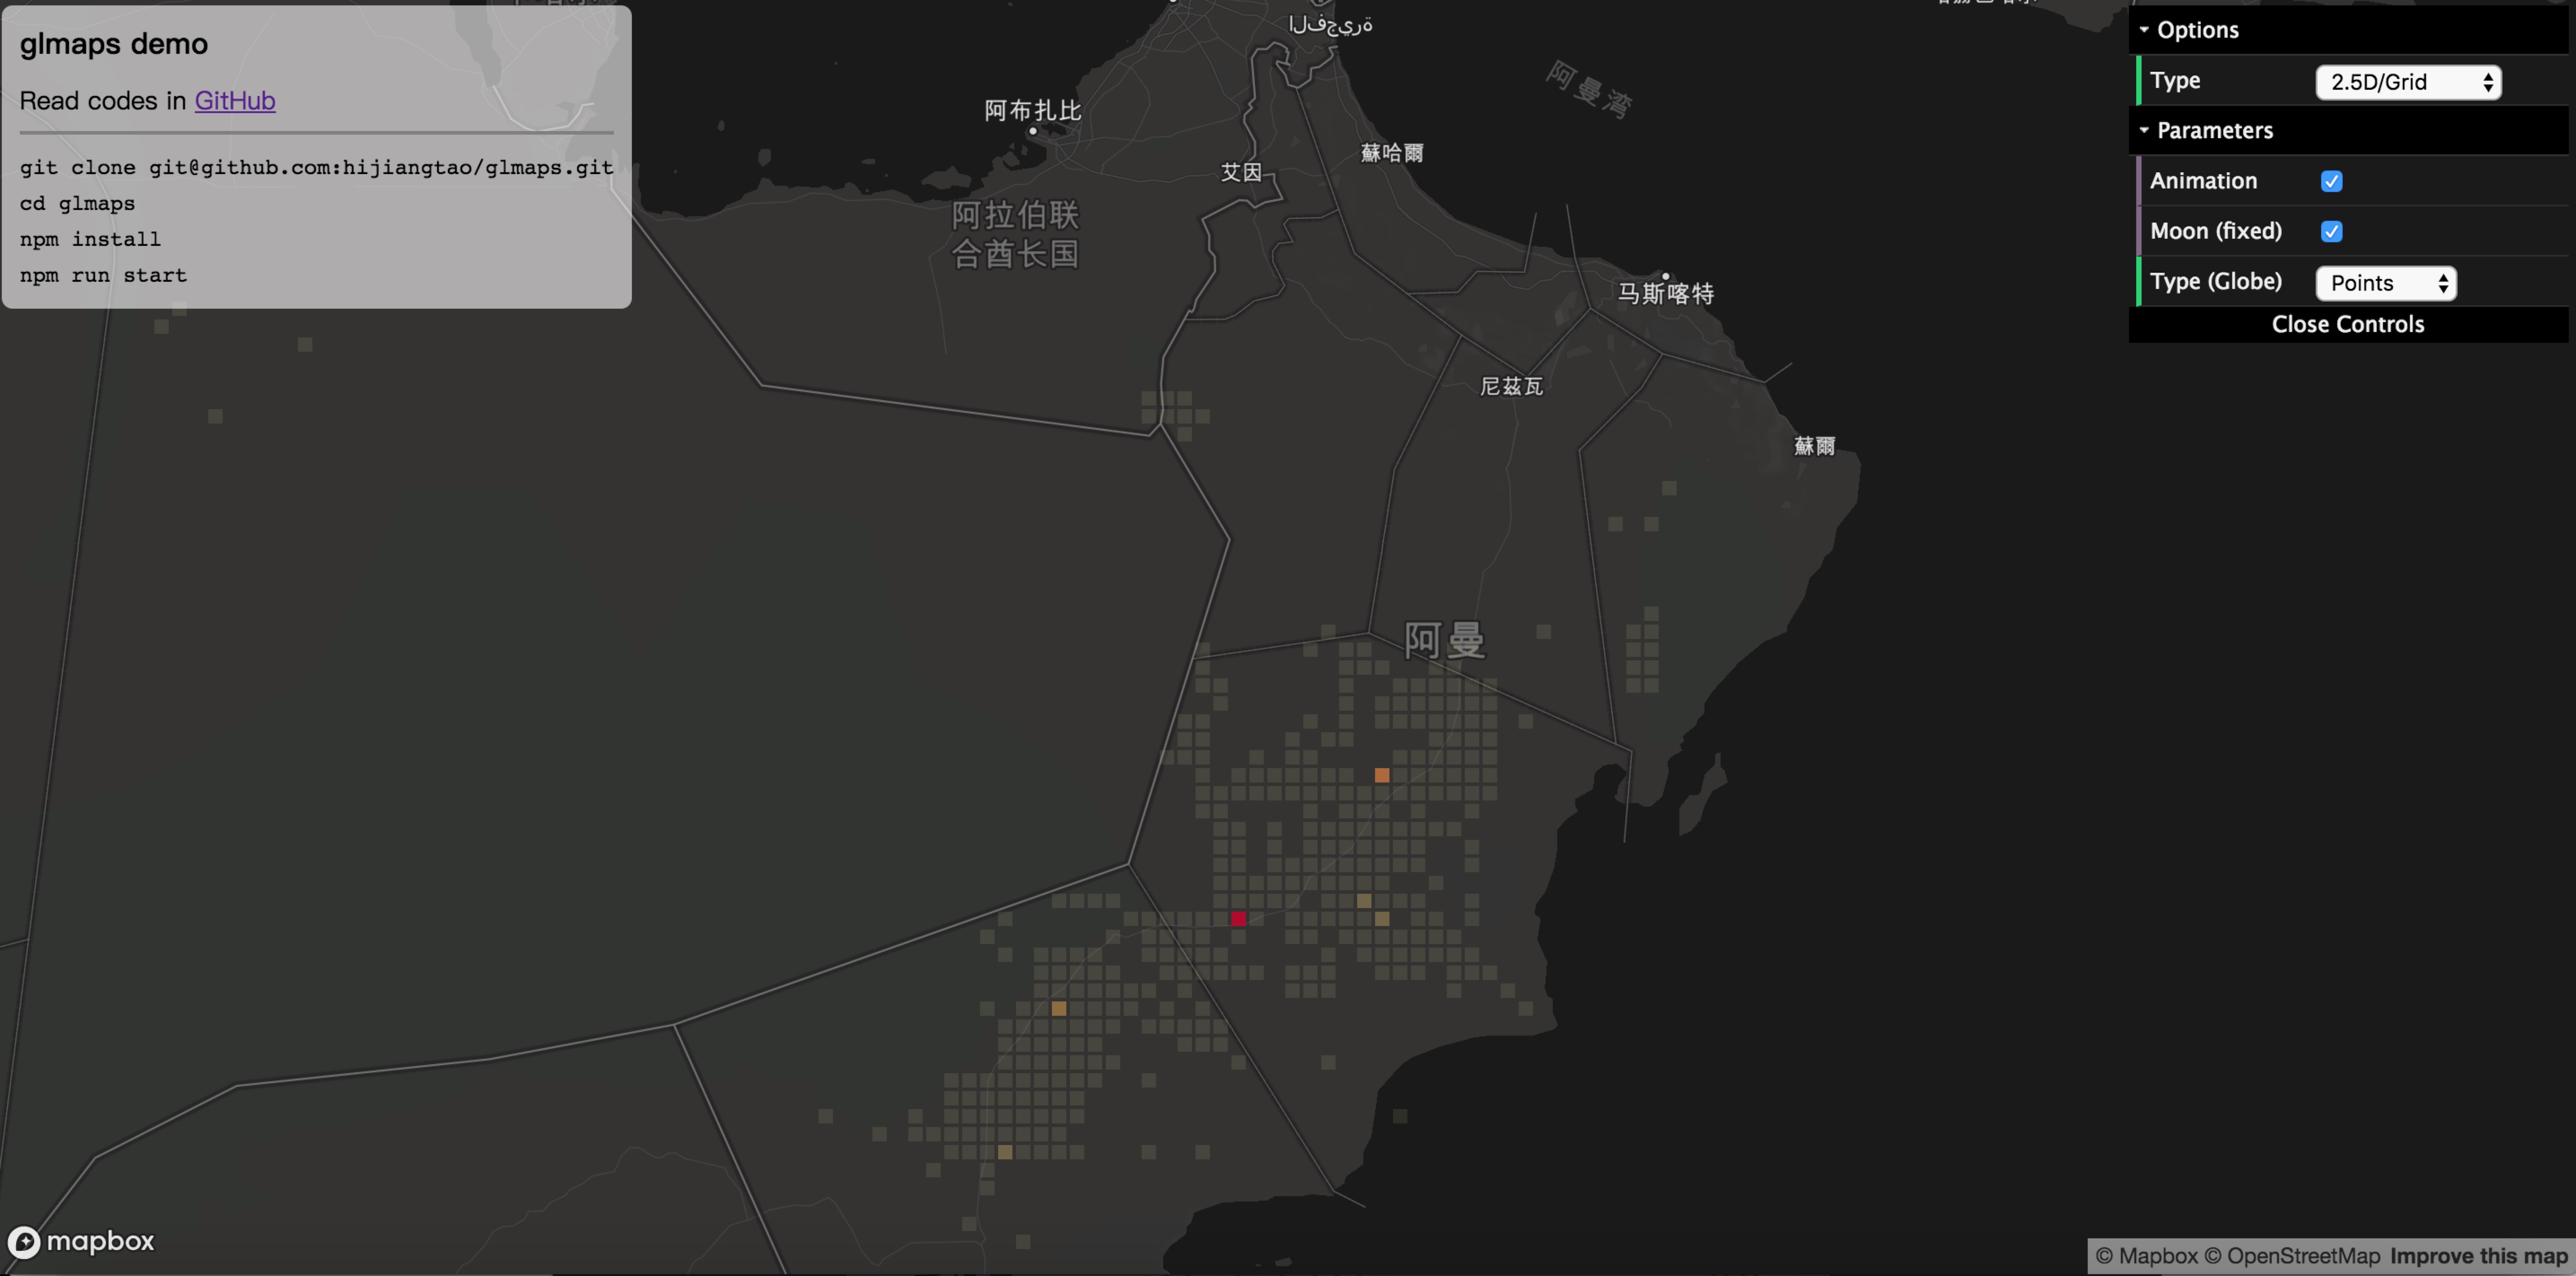 glmaps demo
Read codes in GitHub
git clone git@github.com:hijiangtao/glmaps.git
cd glmaps
npm install
npm run start
Options
Type 2.5D/Grid
Parameters
Animation
Moon (fixed)
Type (Globe) Points
Close Controls
阿布扎比
阿曼湾
蘇哈爾
艾因
阿拉伯联
合酋长国
马斯喀特
尼兹瓦
蘇爾
阿曼
mapbox
© Mapbox © OpenStreetMap Improve this map